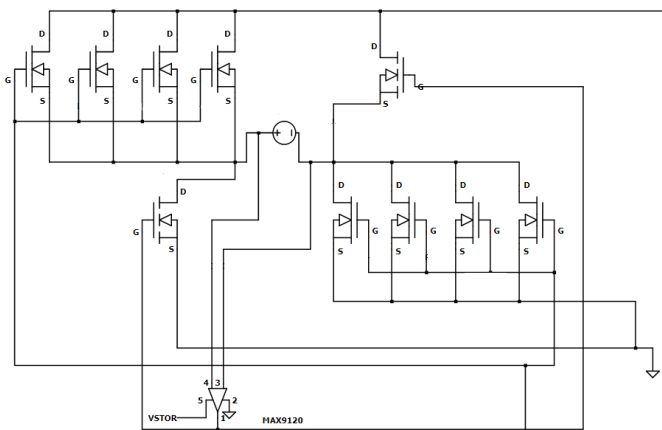 D D D D D
G G G G G
S S S S S
+ -
D D D D D
G G G G G
S S S S S
4 3
5 2
VSTOR 1 MAX9120